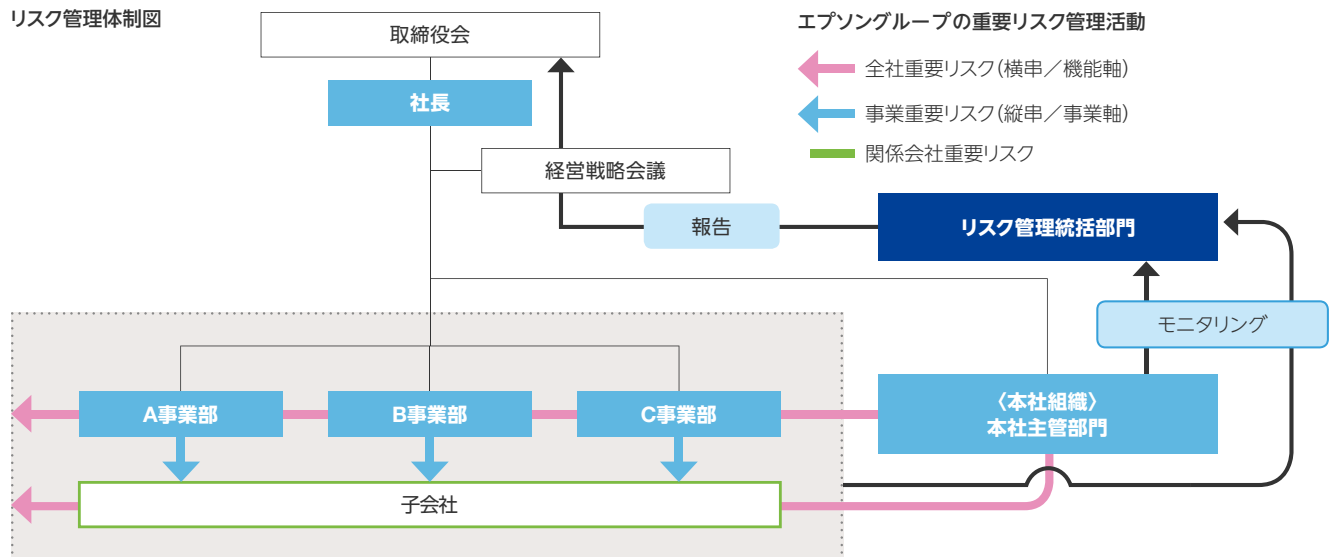 リスク管理体制図
取締役会
社長
経営戦略会議
報告
エプソングループの重要リスク管理活動
全社重要リスク(横串/機能軸)
事業重要リスク(縦串/事業軸)
関係会社重要リスク
リスク管理統括部門
モニタリング
A事業部
B事業部
C事業部
〈本社組織〉
本社主管部門
子会社